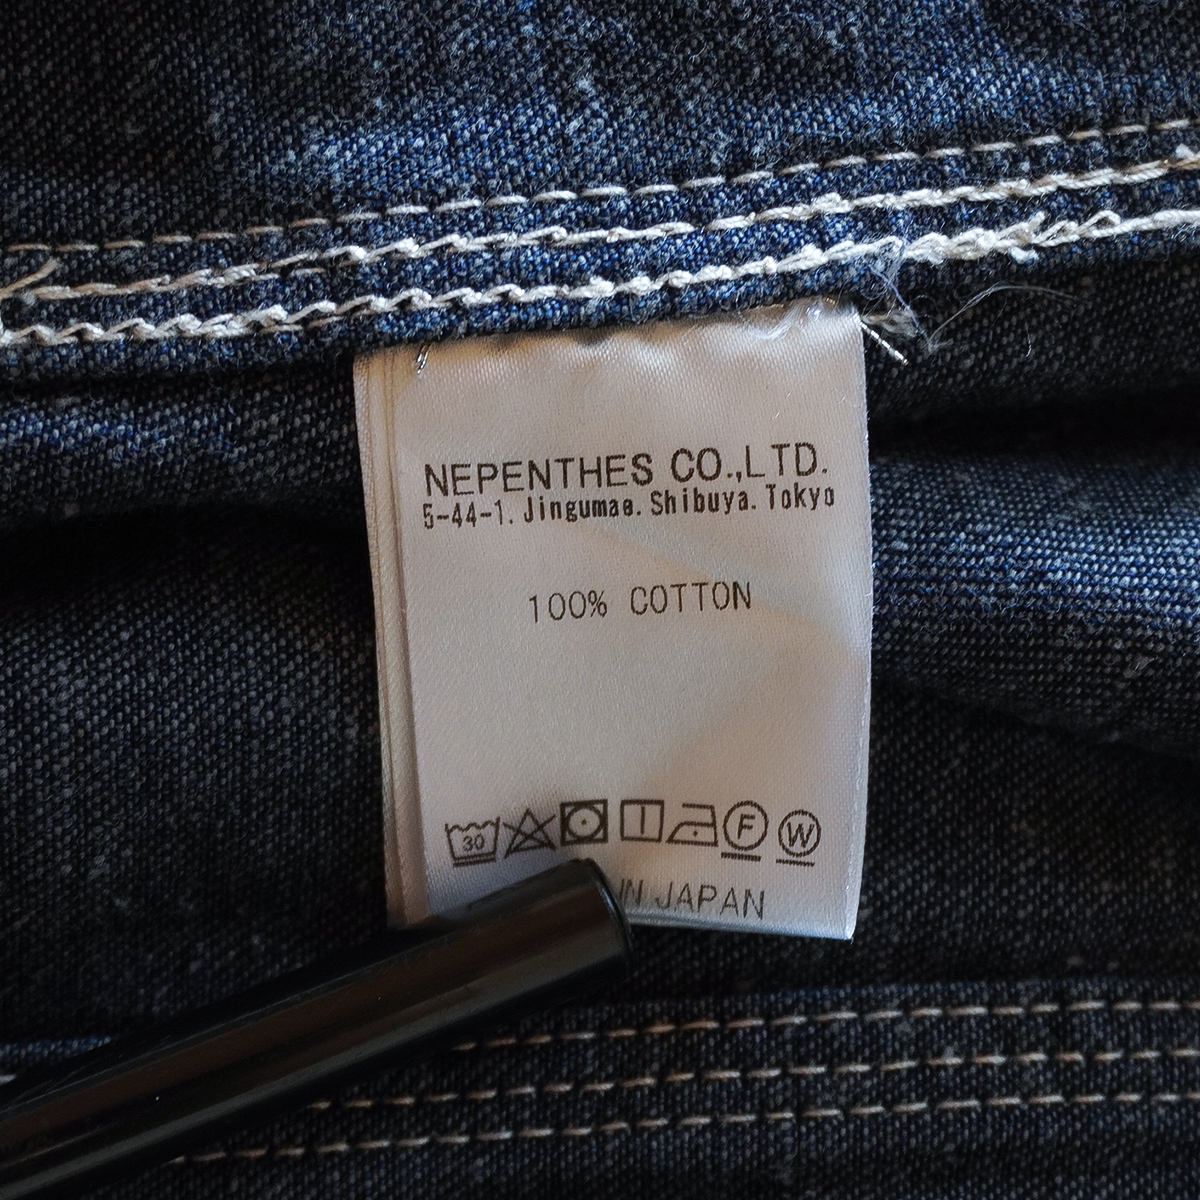 NEPENTHES CO.,LTD.
5-44-1. Jingumae. Shibuya. Tokyo
100% COTTON
30 F W
IN JAPAN